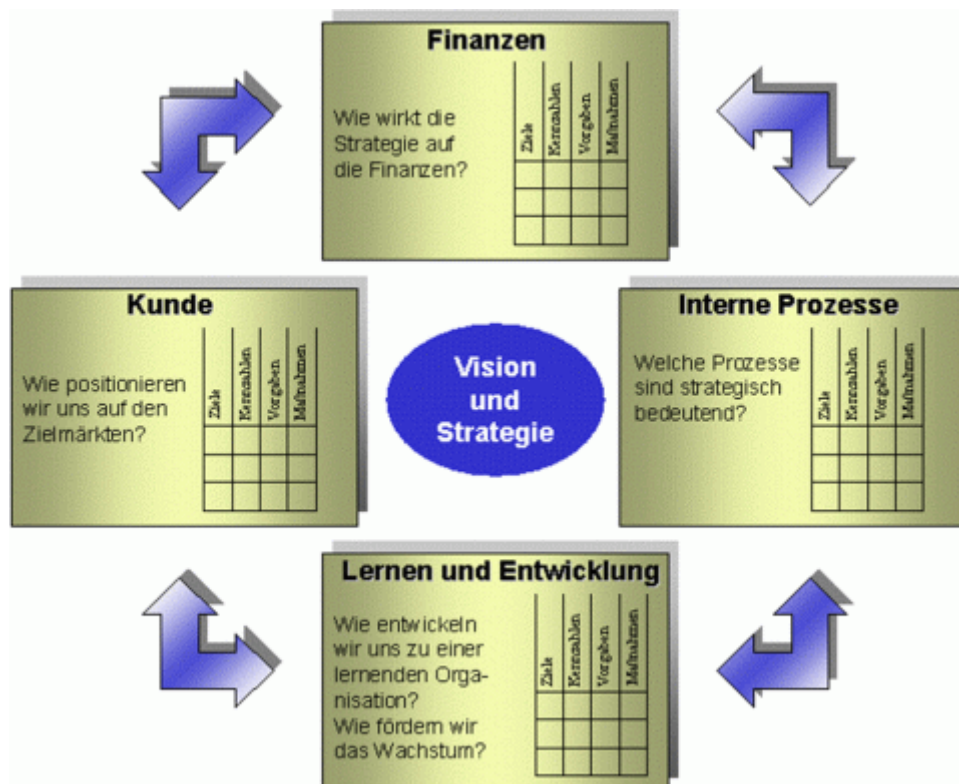 Finanzen
Wie wirkt die
Strategie auf
die Finanzen?
Ziele
Kennzahlen
Vorgaben
Maßnahmen
Kunde
Wie positionieren
wir uns auf den
Zielmärkten?
Ziele
Kennzahlen
Vorgaben
Maßnahmen
Vision
und
Strategie
Interne Prozesse
Welche Prozesse
sind strategisch
bedeutend?
Ziele
Kennzahlen
Vorgaben
Maßnahmen
Lernen und Entwicklung
Wie entwickeln
wir uns zu einer
lernenden Orga-
nisation?
Wie fördern wir
das Wachstum?
Ziele
Kennzahlen
Vorgaben
Maßnahmen